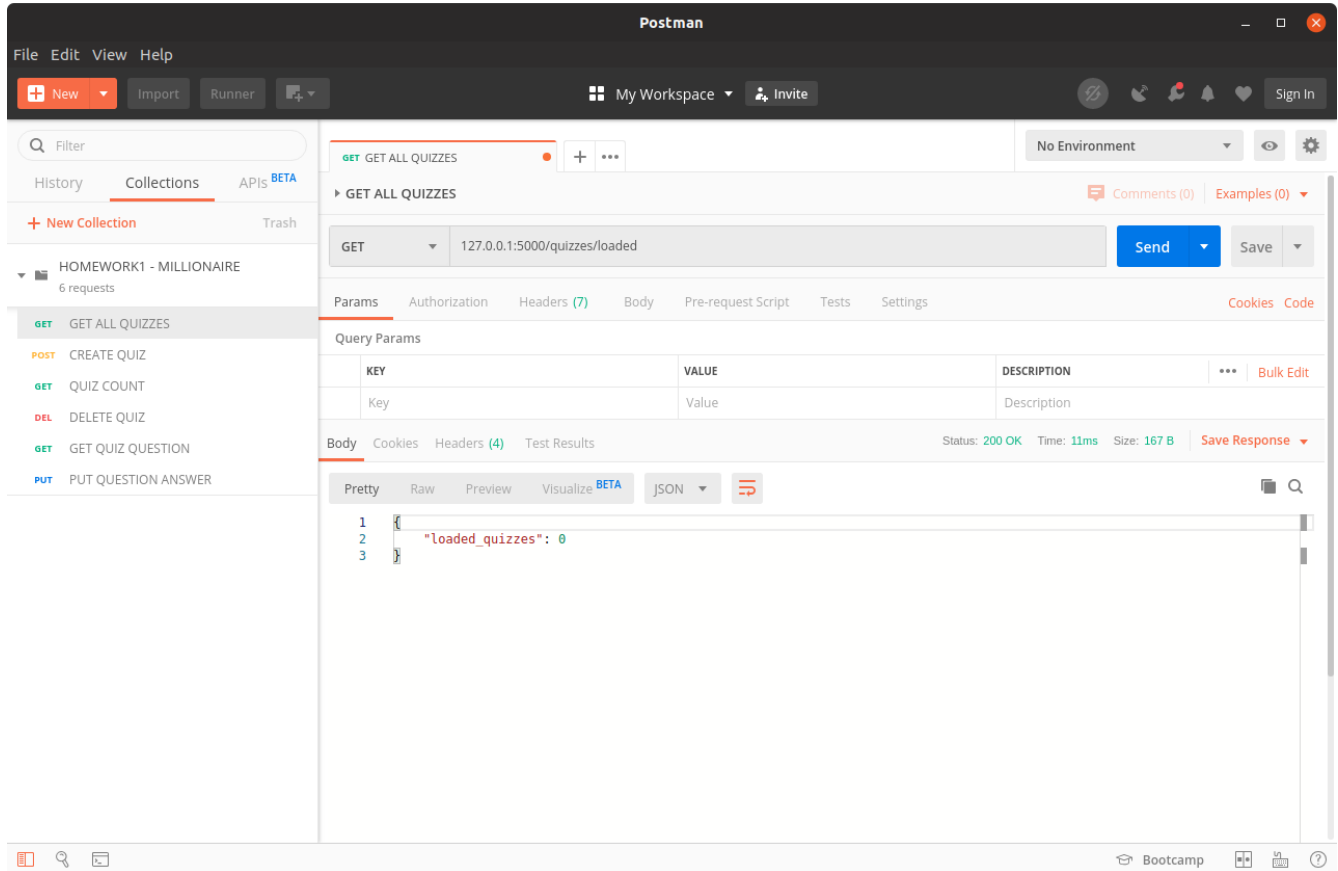 Postman
File Edit View Help
New Import Runner My Workspace Invite Sign In
Filter
History Collections APIs BETA
New Collection Trash
HOMEWORK1 - MILLIONAIRE
6 requests
GET GET ALL QUIZZES
POST CREATE QUIZ
GET QUIZ COUNT
DEL DELETE QUIZ
GET GET QUIZ QUESTION
PUT PUT QUESTION ANSWER
GET GET ALL QUIZZES
No Environment
GET ALL QUIZZES Comments (0) Examples (0)
GET 127.0.0.1:5000/quizzes/loaded Send Save
Params Authorization Headers (7) Body Pre-request Script Tests Settings Cookies Code
Query Params
KEY VALUE DESCRIPTION Bulk Edit
Key Value Description
Body Cookies Headers (4) Test Results Status: 200 OK Time: 11ms Size: 167 B Save Response
Pretty Raw Preview Visualize BETA JSON
1 {
2 "loaded_quizzes": 0
3 }
Bootcamp